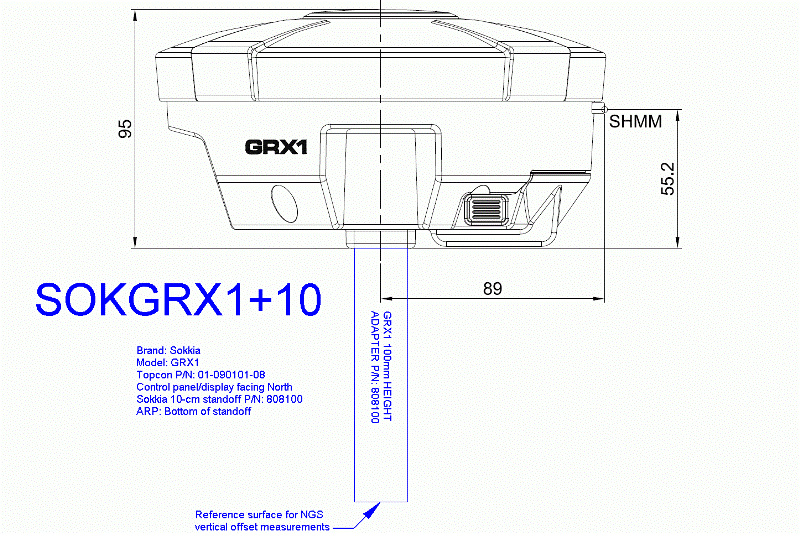 95
GRX1
SHMM
55.2
89
SOKGRX1+10
GRX1 100mm HEIGHT
ADAPTER P/N: 808100
Brand: Sokkia
Model: GRX1
Topcon P/N: 01-090101-08
Control panel/display facing North
Sokkia 10-cm standoff P/N: 808100
ARP: Bottom of standoff
Reference surface for NGS
vertical offset measurements